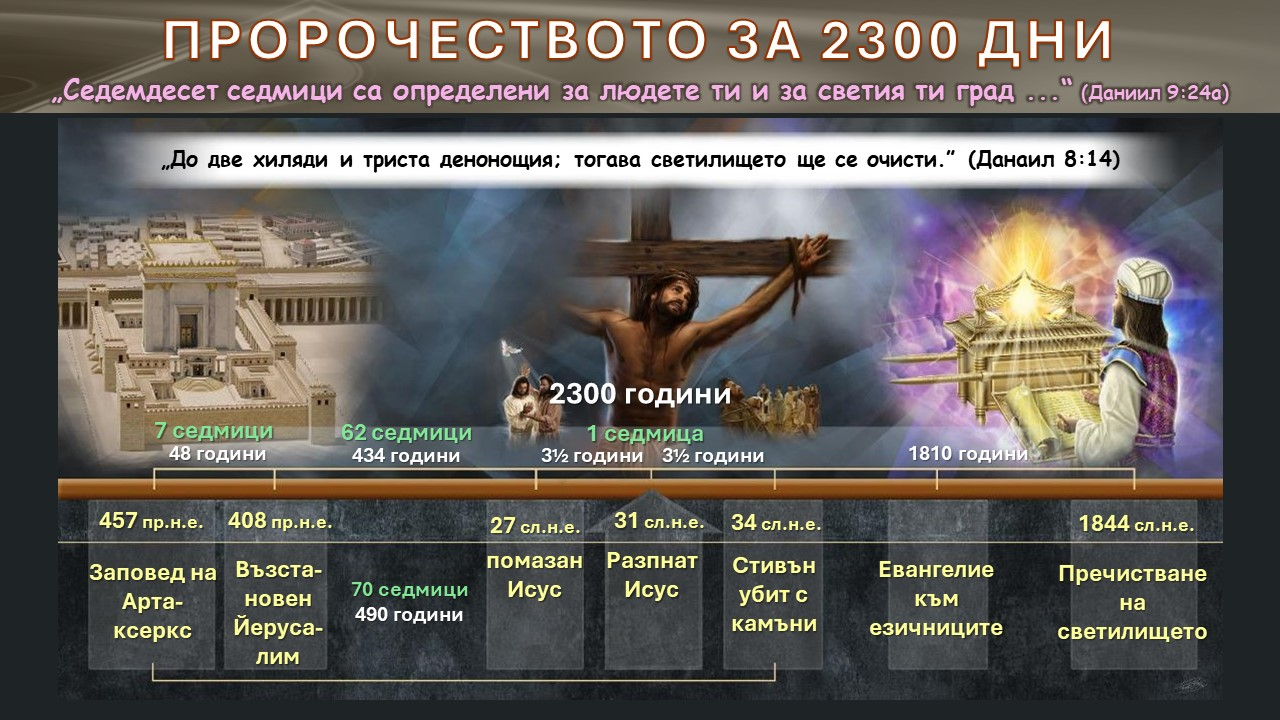 ПРОРОЧЕСТВОТО ЗА 2300 ДНИ
„Седемдесет седмици са определени за людете ти и за светия ти град ...“ (Даниил 9:24а)
„До две хиляди и триста денонощия; тогава светилището ще се очисти.” (Данаил 8:14)
2300 години
7 седмици
48 години
62 седмици
434 години
1 седмица
3½ години 3½ години
1810 години
457 пр.н.е.
408 пр.н.е.
27 сл.н.е.
31 сл.н.е.
34 сл.н.е.
1844 сл.н.е.
Заповед на
Арта-
ксеркс
Възста-
новен
Йеруса-
лим
70 седмици
490 години
помазан
Исус
Разпнат
Исус
Стивън
убит с
камъни
Евангелие
към
езичниците
Пречистване
на
светилището